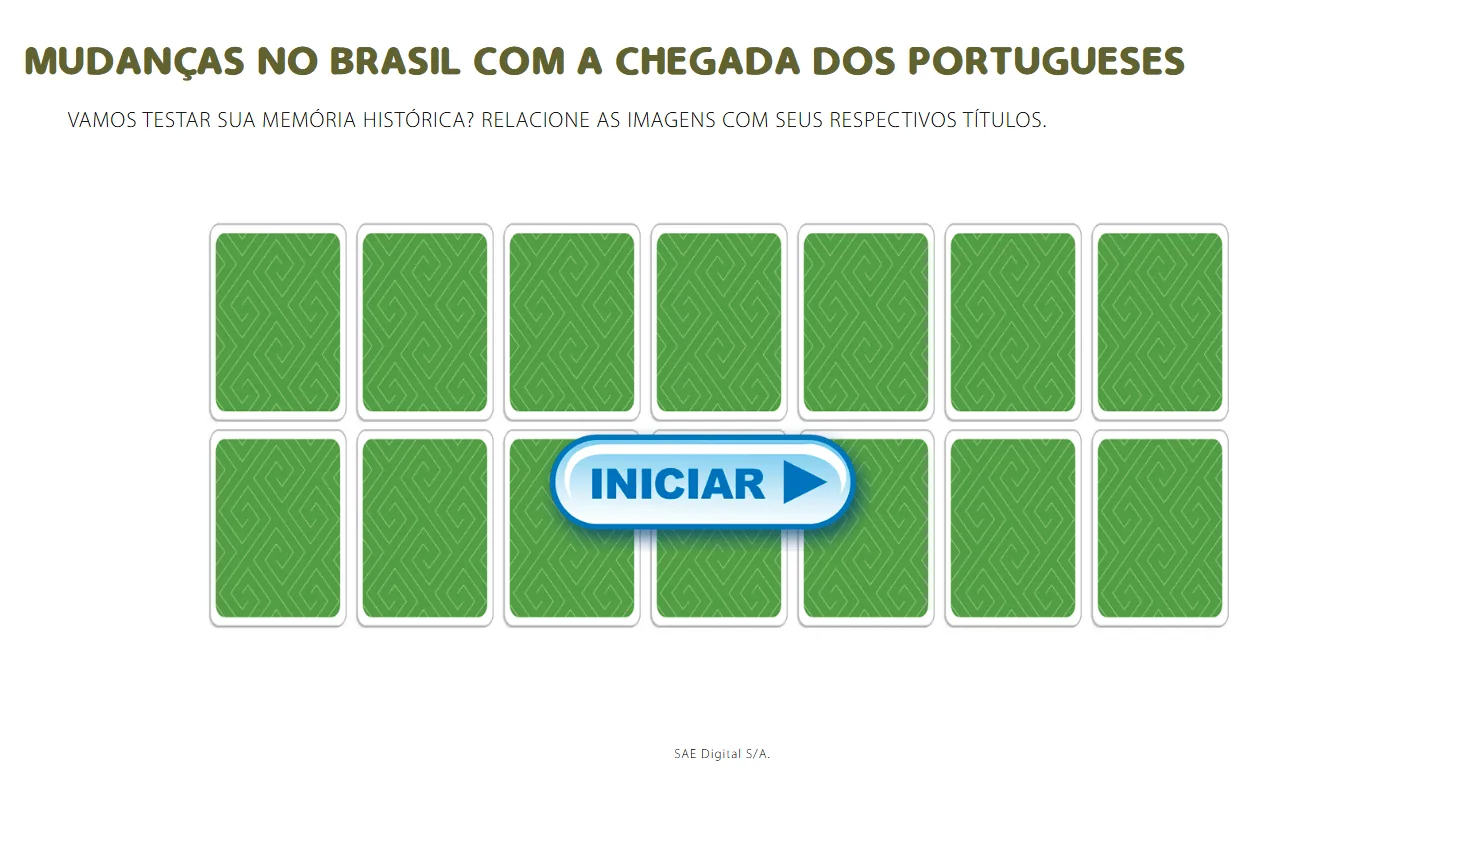 MUDANÇAS NO BRASIL COM A CHEGADA DOS PORTUGUESES
VAMOS TESTAR SUA MEMÓRIA HISTÓRICA? RELACIONE AS IMAGENS COM SEUS RESPECTIVOS TÍTULOS.
INICIAR
SAE Digital S/A.